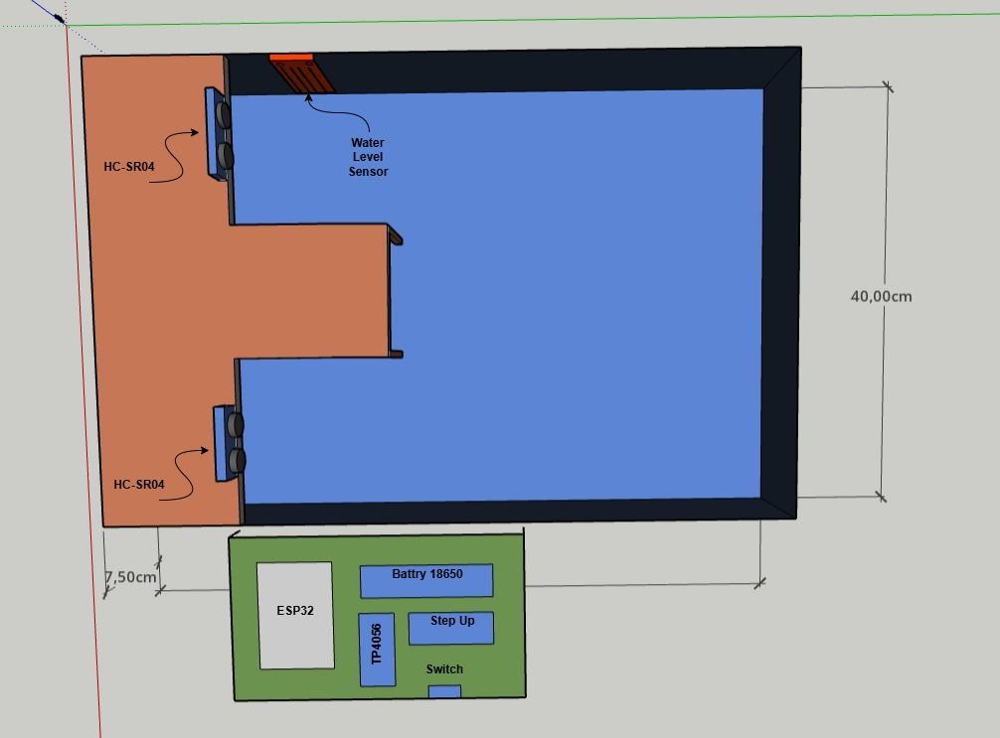 HC-SR04
Water
Level
Sensor
40,00cm
HC-SR04
7,50cm
Battry 18650
ESP32
TP4056
Step Up
Switch